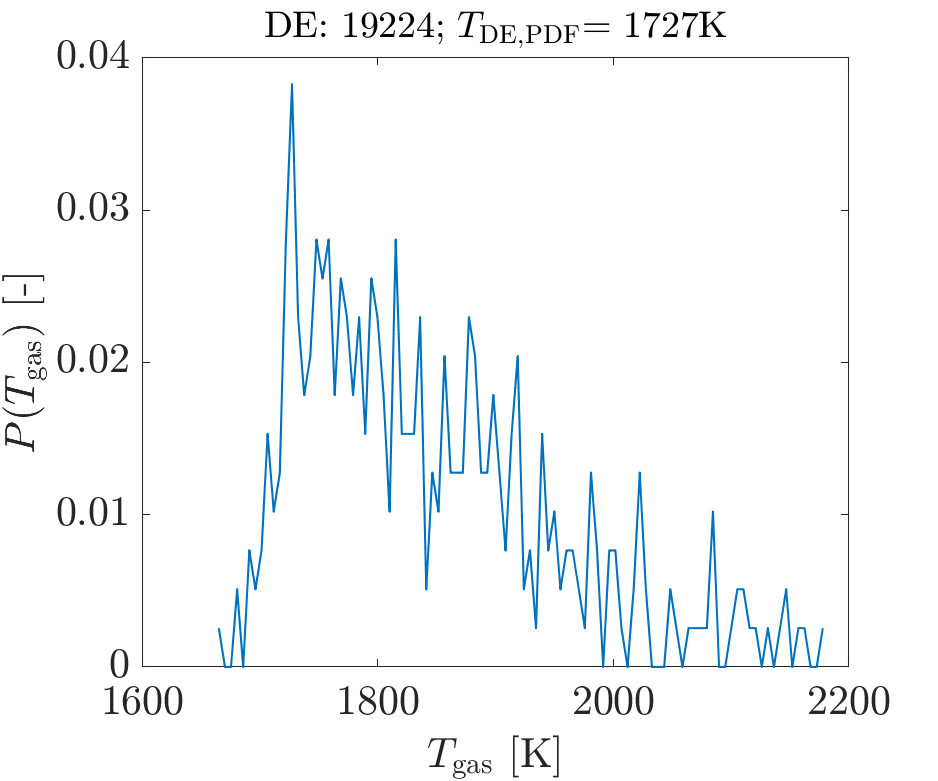 DE: 19224; T_DE,PDF= 1727K
0.04
0.03
0.02
0.01
0
P(T_gas) [-]
1600 1800 2000 2200
T_gas [K]